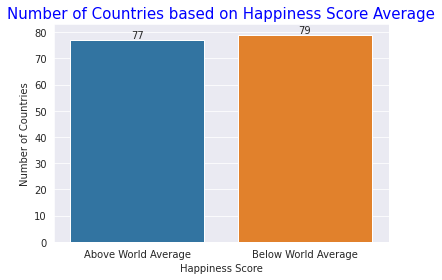 Number of Countries based on Happiness Score Average
77
79
80
70
60
50
40
30
20
10
0
Number of Countries
Above World Average
Below World Average
Happiness Score